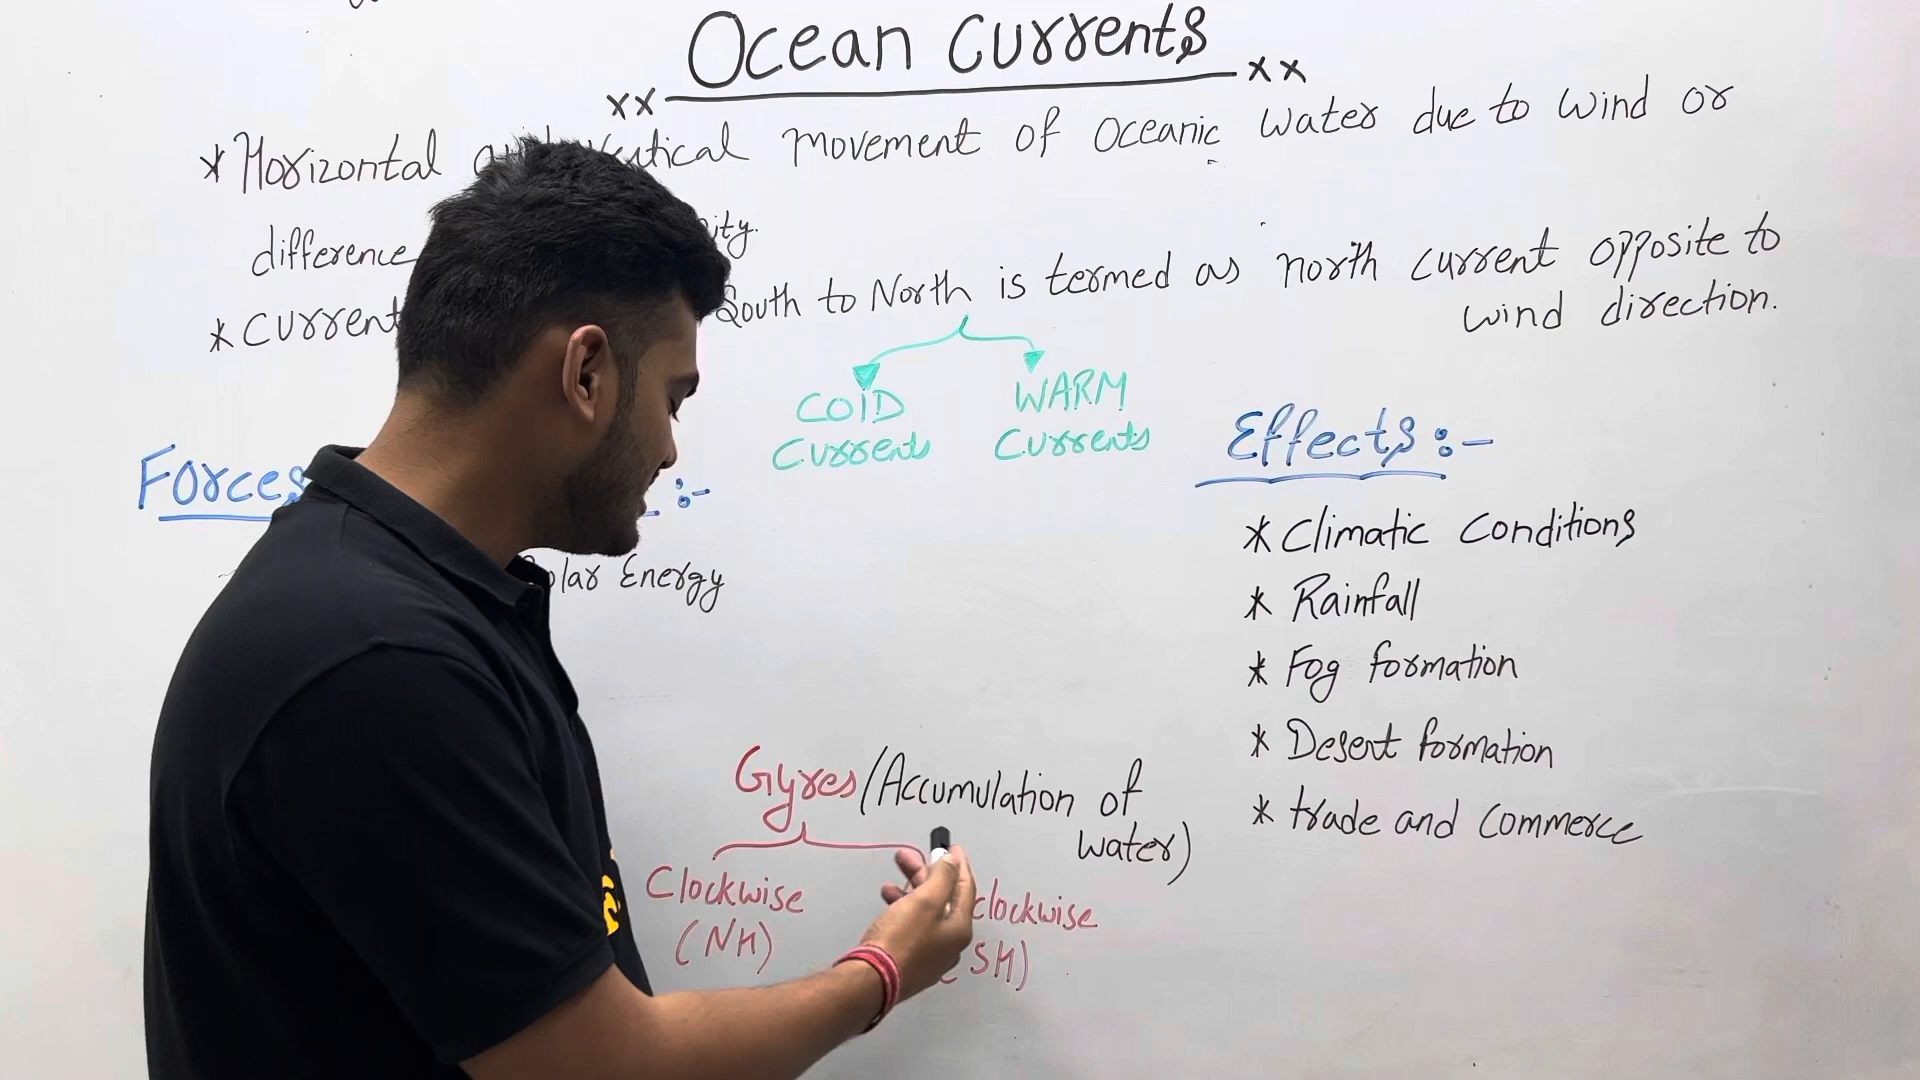 Ocean Currents
xx xx
* Horizontal vertical movement of Oceanic Water due to wind or
difference
* Current South to North is termed as north current opposite to
wind direction.
COlD WARM
Currents Currents
Forces :- Effects :-
* Climatic Conditions
Energy
* Rainfall
* Fog formation
* Desert formation
Gyres (Accumulation of
water)
* trade and Commerce
Clockwise clockwise
(NH) (SH)